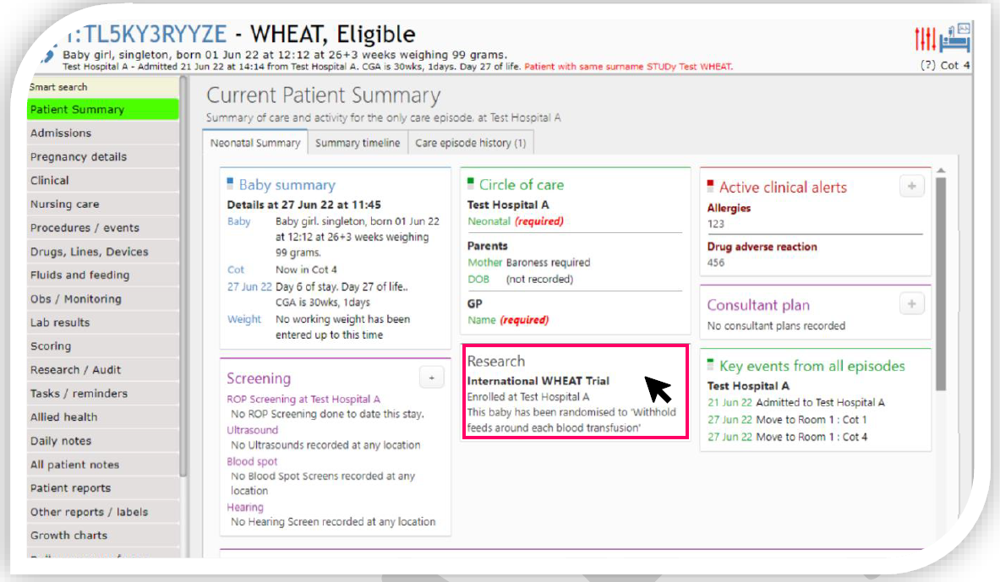 1:TL5KY3RYYZE - WHEAT, Eligible
Baby girl, singleton, born 01 Jun 22 at 12:12 at 26+3 weeks weighing 99 grams.
Test Hospital A - Admitted 21 Jun 22 at 14:14 from Test Hospital A. CGA is 30wks, 1days. Day 27 of life. Patient with same surname STUDy Test WHEAT.
(?) Cot 4
Smart search
Patient Summary
Admissions
Pregnancy details
Clinical
Nursing care
Procedures / events
Drugs, Lines, Devices
Fluids and feeding
Obs / Monitoring
Lab results
Scoring
Research / Audit
Tasks / reminders
Allied health
Daily notes
All patient notes
Patient reports
Other reports / labels
Growth charts
Current Patient Summary
Summary of care and activity for the only care episode. at Test Hospital A
Neonatal Summary
Summary timeline
Care episode history (1)
Baby summary
Details at 27 Jun 22 at 11:45
Baby Baby girl. singleton, born 01 Jun 22
at 12:12 at 26+3 weeks weighing
99 grams.
Cot Now in Cot 4
27 Jun 22 Day 6 of stay. Day 27 of life..
CGA is 30wks, 1days
Weight No working weight has been
entered up to this time
Screening
+
ROP Screening at Test Hospital A
No ROP Screening done to date this stay.
Ultrasound
No Ultrasounds recorded at any location
Blood spot
No Blood Spot Screens recorded at any
location
Hearing
No Hearing Screen recorded at any location
Circle of care
Test Hospital A
Neonatal (required)
Parents
Mother Baroness required
DOB (not recorded)
GP
Name (required)
Research
International WHEAT Trial
Enrolled at Test Hospital A
This baby has been randomised to 'Withhold
feeds around each blood transfusion'
Active clinical alerts
+
Allergies
123
Drug adverse reaction
456
Consultant plan
+
No consultant plans recorded
Key events from all episodes
Test Hospital A
21 Jun 22 Admitted to Test Hospital A
27 Jun 22 Move to Room 1 : Cot 1
27 Jun 22 Move to Room 1 : Cot 4